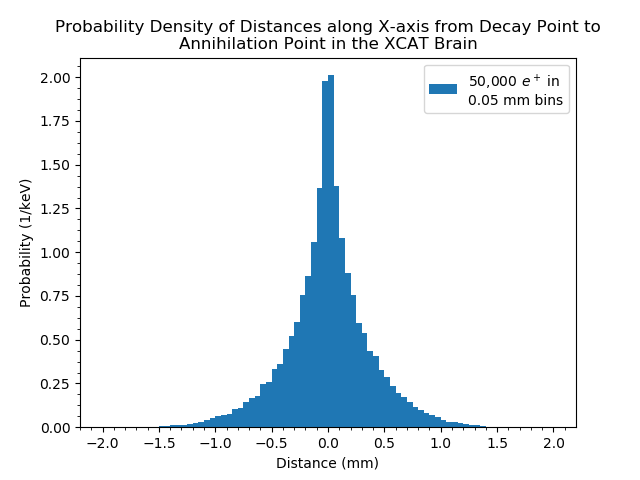 Probability Density of Distances along X-axis from Decay Point to
Annihilation Point in the XCAT Brain
50,000 e⁺ in
0.05 mm bins
Probability (1/keV)
2.00
1.75
1.50
1.25
1.00
0.75
0.50
0.25
0.00
−2.0 −1.5 −1.0 −0.5 0.0 0.5 1.0 1.5 2.0
Distance (mm)